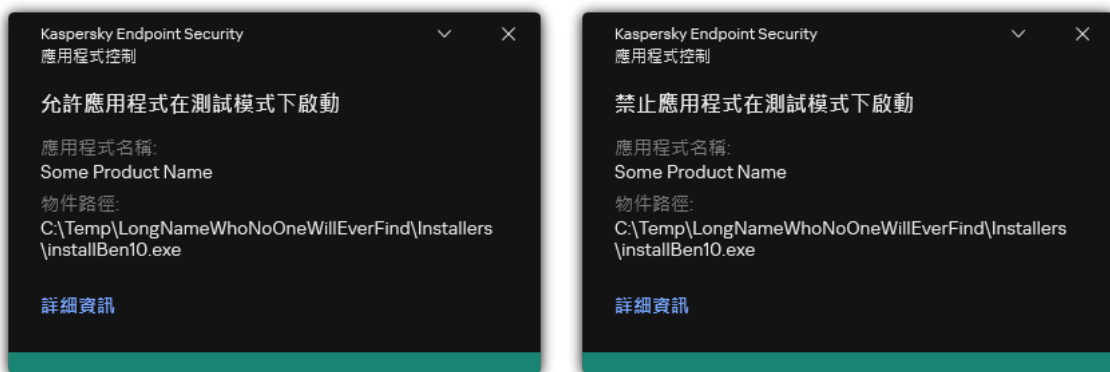 Kaspersky Endpoint Security
應用程式控制
允許應用程式在測試模式下啟動
應用程式名稱:
Some Product Name
物件路徑:
C:\Temp\LongNameWhoNoOneWillEverFind\Installers
\installBen10.exe
詳細資訊
Kaspersky Endpoint Security
應用程式控制
禁止應用程式在測試模式下啟動
應用程式名稱:
Some Product Name
物件路徑:
C:\Temp\LongNameWhoNoOneWillEverFind\Installers
\installBen10.exe
詳細資訊